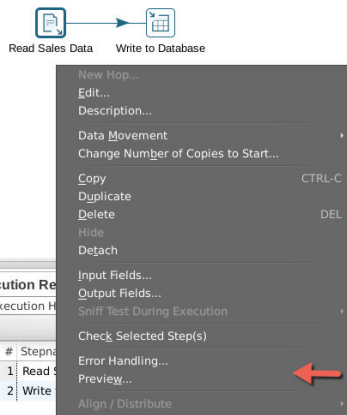 Read Sales Data
Write to Database
New Hop...
Edit...
Description...
Data Movement
Change Number of Copies to Start...
Copy CTRL-C
Duplicate
Delete DEL
Hide
Detach
Input Fields...
Output Fields...
Sniff Test During Execution
Check Selected Step(s)
Error Handling...
Preview...
Align / Distribute
cution Re
xecution H
# Stepna
1 Read S
2 Write